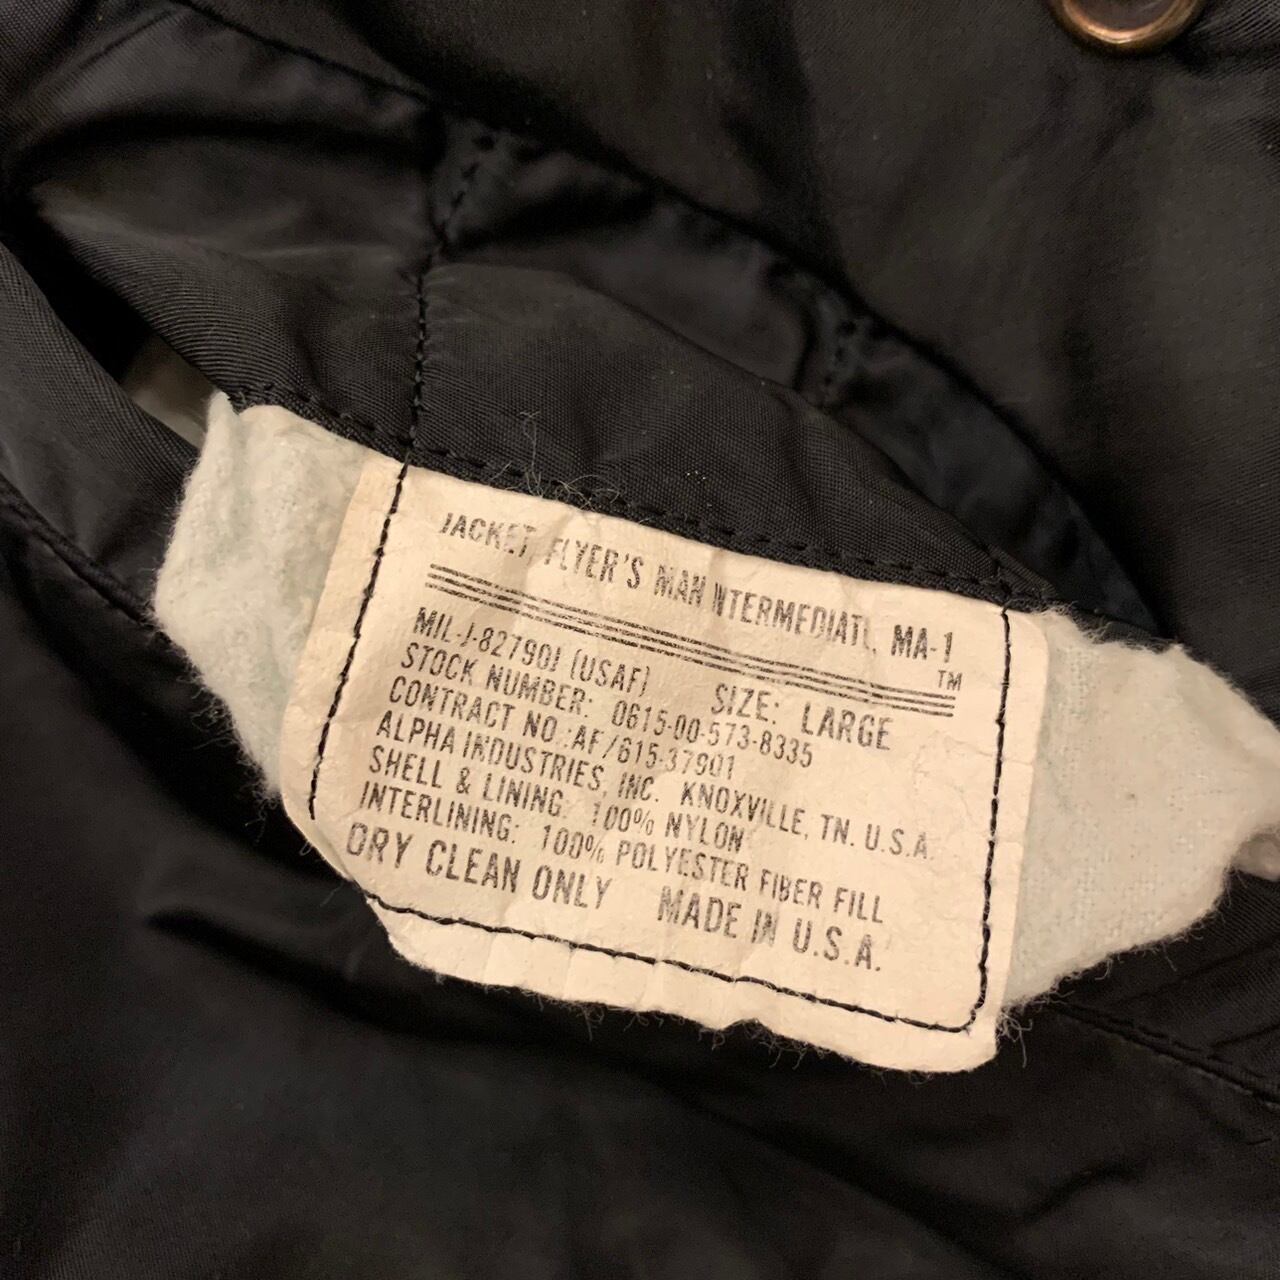 JACKET, FLYER'S MAN INTERMEDIATE, MA-1
TM
MIL-J-82790J (USAF) SIZE: LARGE
STOCK NUMBER: 0615-00-573-8335
CONTRACT NO.:AF/615-37901
ALPHA INDUSTRIES, INC. KNOXVILLE, TN. U.S.A.
SHELL & LINING: 100% NYLON
INTERLINING: 100% POLYESTER FIBER FILL
DRY CLEAN ONLY MADE IN U.S.A.